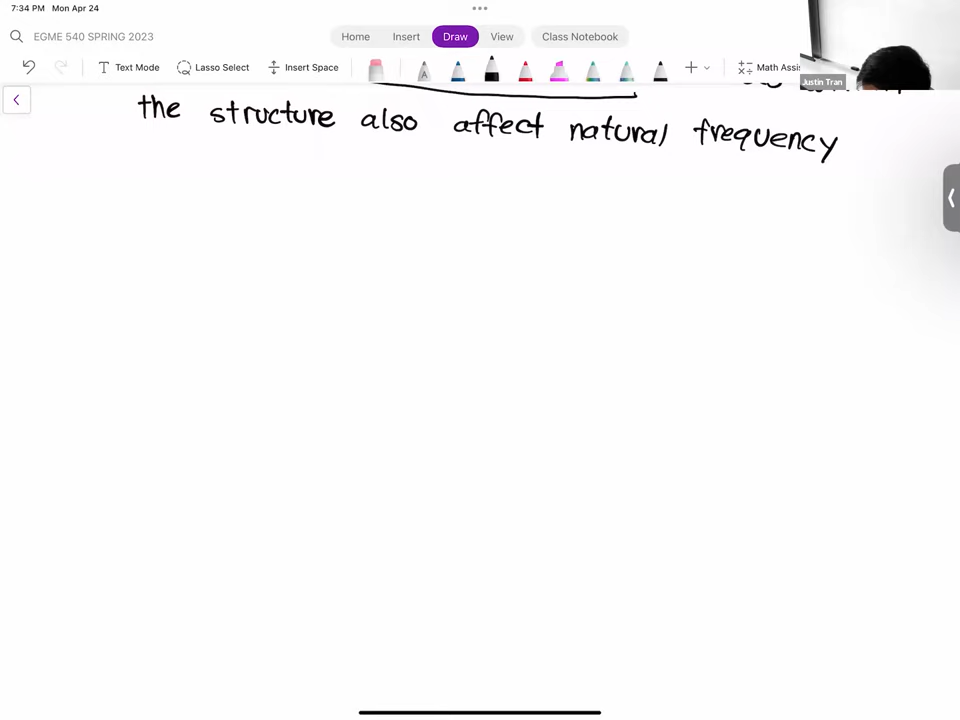 7:34 PM Mon Apr 24
EGME 540 SPRING 2023
Home Insert Draw View Class Notebook
Text Mode Lasso Select Insert Space Math Assis
Justin Tran
the structure also affect natural frequency